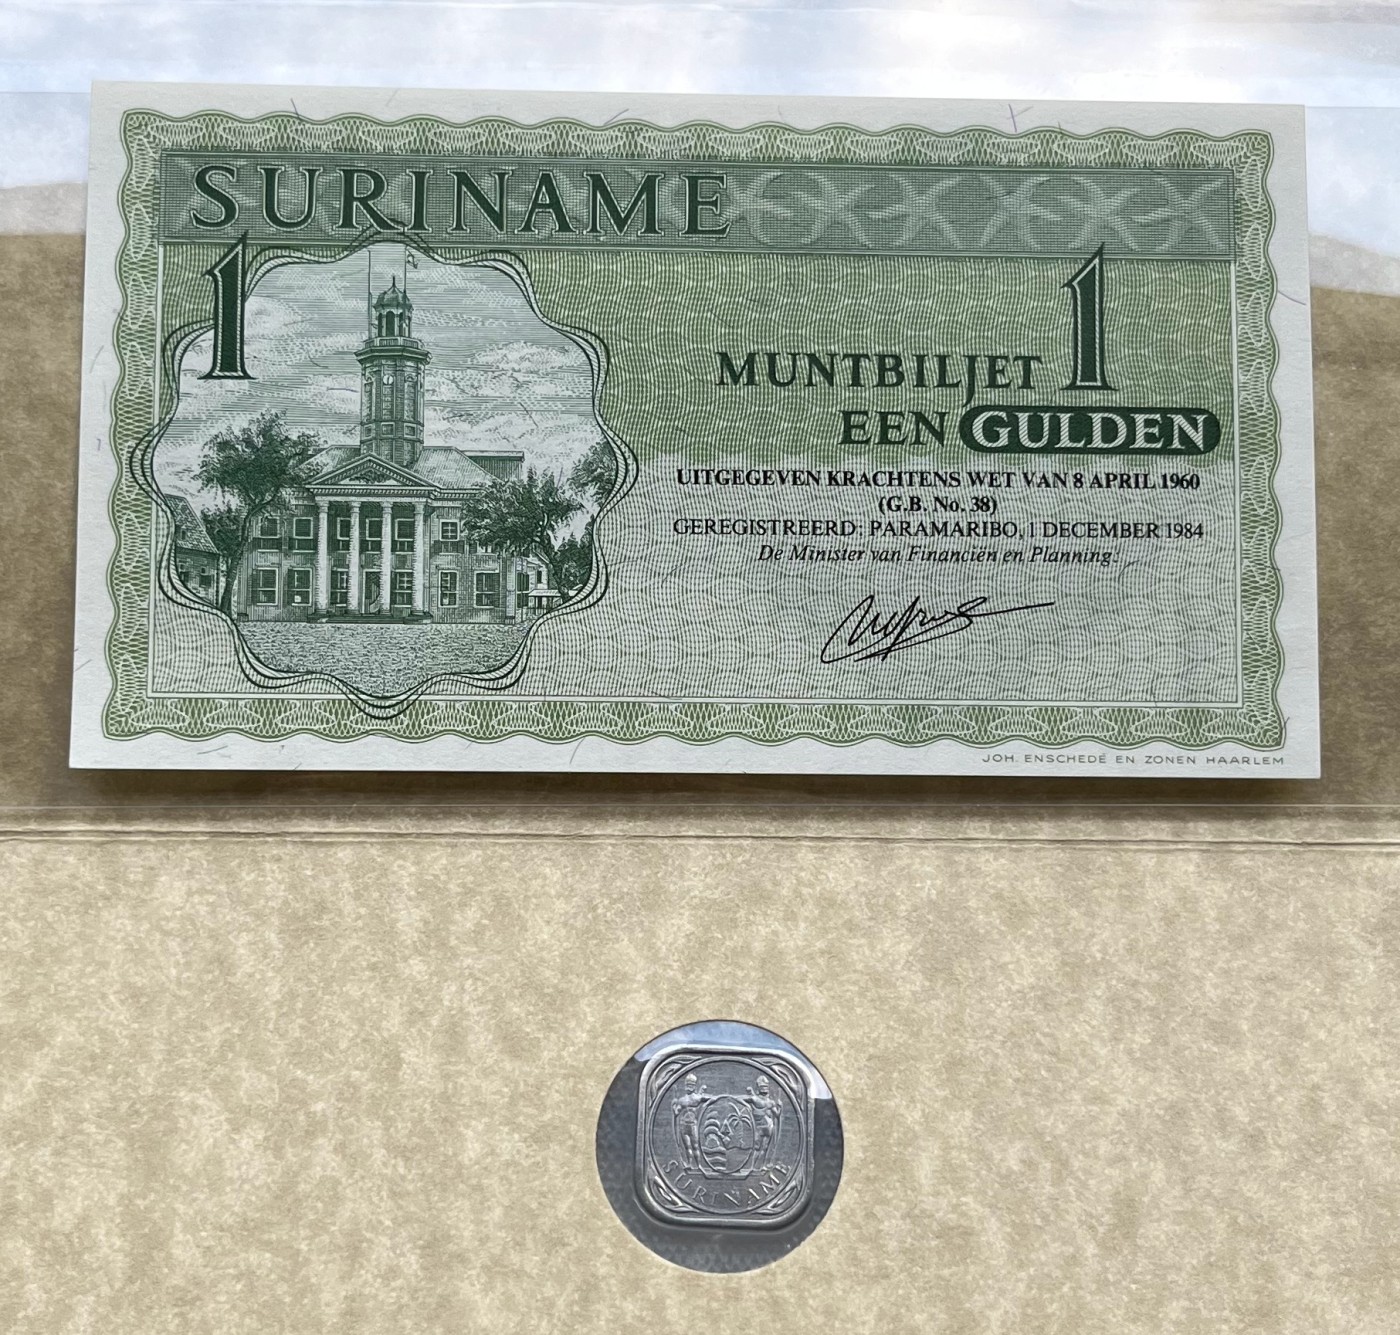 SURINAME
1
1
MUNTBILJET
EEN GULDEN
UITGEGEVEN KRACHTENS WET VAN 8 APRIL 1960
(G.B. No. 38)
GEREGISTREERD: PARAMARIBO, 1 DECEMBER 1984
De Minister van Financiën en Planning:
JOH. ENSCHEDÉ EN ZONEN HAARLEM
SURINAME